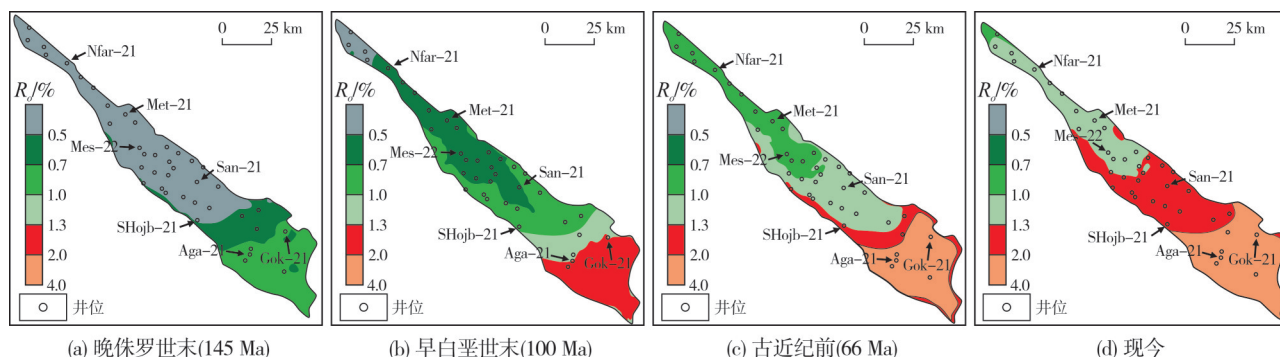 0 25 km
Nfar-21
Rₒ/%
Met-21
0.5
Mes-22
0.7
San-21
1.0
1.3
SHojb-21
2.0
Aga-21
Gok-21
4.0
井位
(a) 晚侏罗世末(145 Ma)
0 25 km
Nfar-21
Rₒ/%
Met-21
0.5
Mes-22
0.7
San-21
1.0
1.3
SHojb-21
2.0
Aga-21
Gok-21
4.0
井位
(b) 早白垩世末(100 Ma)
0 25 km
Nfar-21
Rₒ/%
Met-21
0.5
Mes-22
0.7
San-21
1.0
1.3
SHojb-21
2.0
Aga-21
Gok-21
4.0
井位
(c) 古近纪前(66 Ma)
0 25 km
Nfar-21
Rₒ/%
Met-21
0.5
Mes-22
0.7
San-21
1.0
1.3
SHojb-21
2.0
Aga-21
Gok-21
4.0
井位
(d) 现今